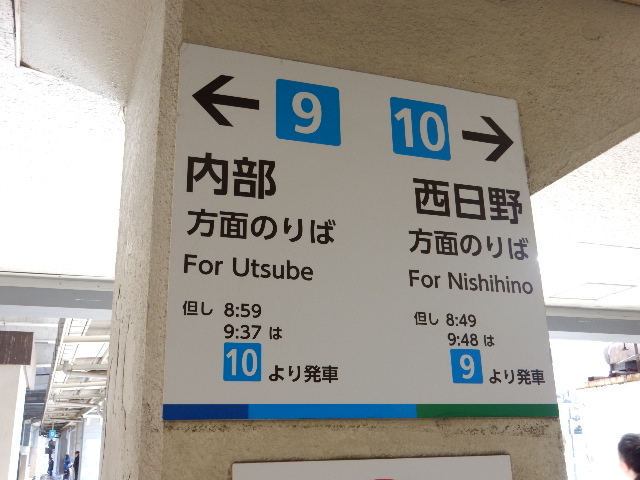 ← 9
内部
方面のりば
For Utsube
但し 8:59
9:37 は
10 より発車
10 →
西日野
方面のりば
For Nishihino
但し 8:49
9:48 は
9 より発車